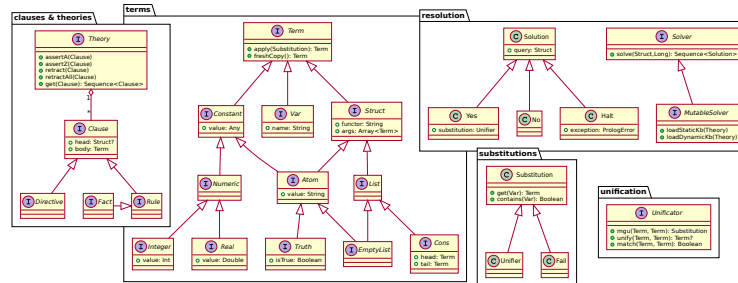 clauses & theories
I Theory
assertA(Clause)
assertZ(Clause)
retract(Clause)
retractAll(Clause)
get(Clause): Sequence<Clause>
1
*
I Clause
head: Struct?
body: Term
I Directive
I Fact
I Rule
terms
I Term
apply(Substitution): Term
freshCopy(): Term
I Constant
value: Any
I Var
name: String
I Struct
functor: String
args: Array<Term>
I Numeric
I Atom
value: String
I List
I Integer
value: Int
I Real
value: Double
I Truth
isTrue: Boolean
I EmptyList
I Cons
head: Term
tail: Term
resolution
C Solution
query: Struct
I Solver
solve(Struct,Long): Sequence<Solution>
C Yes
substitution: Unifier
C No
C Halt
exception: PrologError
I MutableSolver
loadStaticKb(Theory)
loadDynamicKb(Theory)
substitutions
C Substitution
get(Var): Term
contains(Var): Boolean
C Unifier
C Fail
unification
I Unificator
mgu(Term, Term): Substitution
unify(Term, Term): Term?
match(Term, Term): Boolean